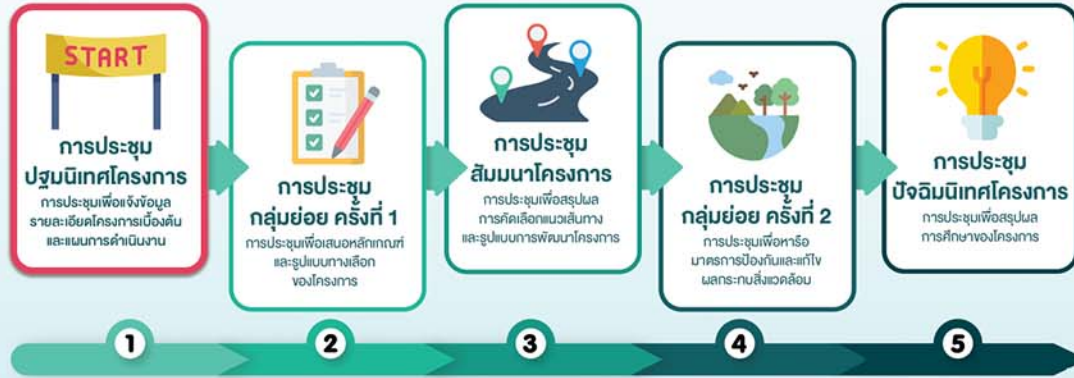 START
การประชุม
ปฐมนิเทศโครงการ
การประชุมเพื่อแจ้งข้อมูล
รายละเอียดโครงการเบื้องต้น
และแผนการดำเนินงาน
การประชุม
กลุ่มย่อย ครั้งที่ 1
การประชุมเพื่อเสนอหลักเกณฑ์
และรูปแบบทางเลือก
ของโครงการ
การประชุม
สัมมนาโครงการ
การประชุมเพื่อสรุปผล
การคัดเลือกแนวเส้นทาง
และรูปแบบการพัฒนาโครงการ
การประชุม
กลุ่มย่อย ครั้งที่ 2
การประชุมเพื่อหารือ
มาตรการป้องกันและแก้ไข
ผลกระทบสิ่งแวดล้อม
การประชุม
ปัจฉิมนิเทศโครงการ
การประชุมเพื่อสรุปผล
การศึกษาของโครงการ
1
2
3
4
5